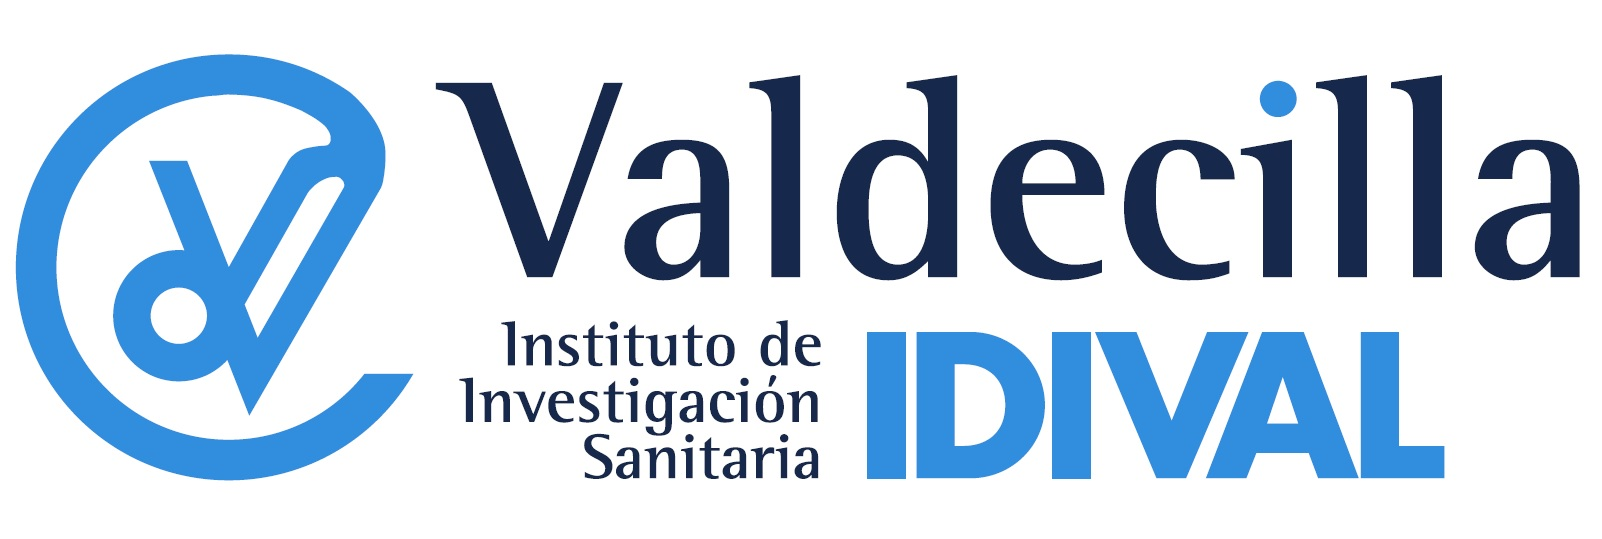 Valdecilla
Instituto de
Investigación
Sanitaria
IDIVAL